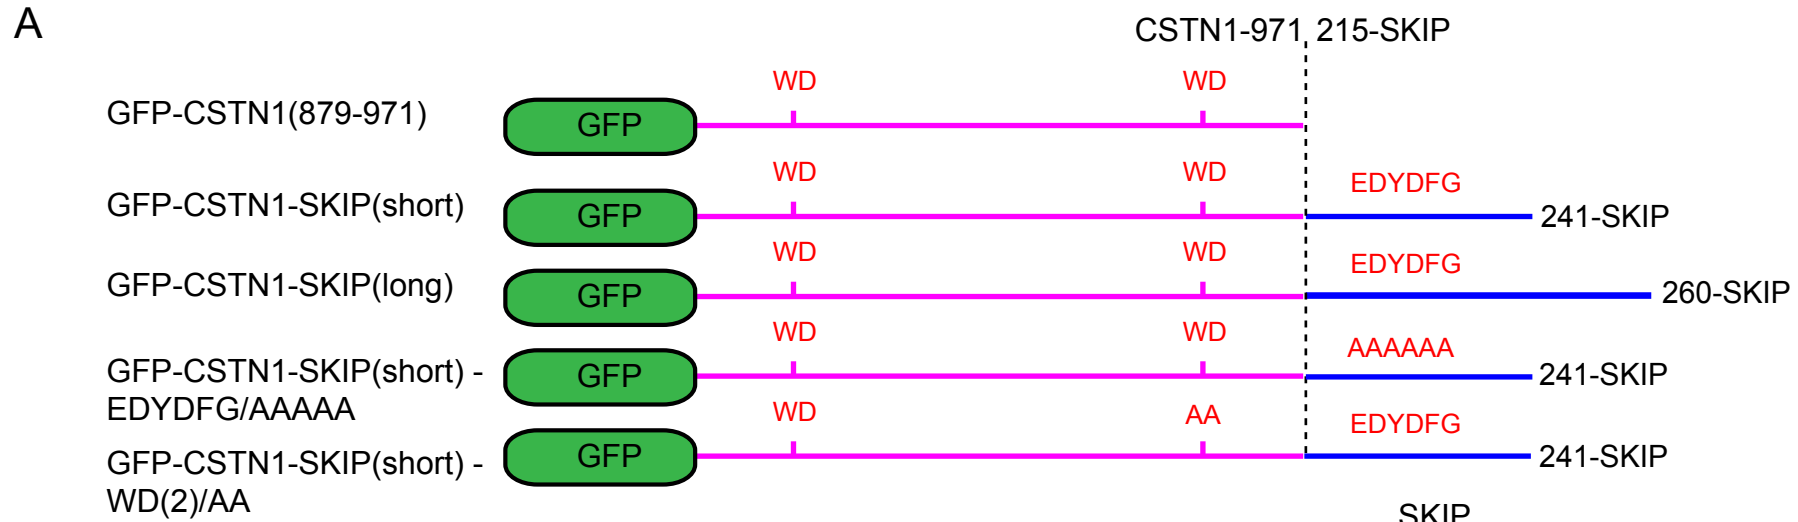 A
CSTN1-971 215-SKIP
WD WD
GFP-CSTN1(879-971) GFP
WD WD EDYDFG
GFP-CSTN1-SKIP(short) GFP 241-SKIP
WD WD EDYDFG
GFP-CSTN1-SKIP(long) GFP 260-SKIP
WD WD AAAAAA
GFP-CSTN1-SKIP(short) - GFP 241-SKIP
EDYDFG/AAAAA
WD AA EDYDFG
GFP-CSTN1-SKIP(short) - GFP 241-SKIP
WD(2)/AA
SKIP